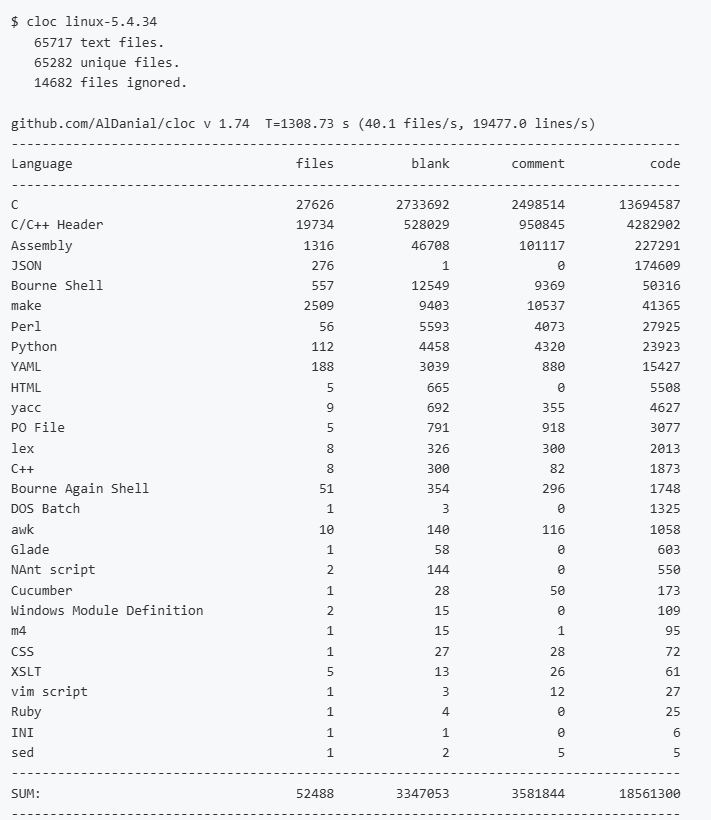 $ cloc linux-5.4.34
65717 text files.
65282 unique files.
14682 files ignored.
github.com/AlDanial/cloc v 1.74  T=1308.73 s (40.1 files/s, 19477.0 lines/s)
-------------------------------------------------------------------------------
Language                     files          blank        comment           code
-------------------------------------------------------------------------------
C                            27626        2733692        2498514       13694587
C/C++ Header                 19734         528029         950845        4282902
Assembly                      1316          46708         101117         227291
JSON                           276              1              0         174609
Bourne Shell                   557          12549           9369          50316
make                          2509           9403          10537          41365
Perl                            56           5593           4073          27925
Python                         112           4458           4320          23923
YAML                           188           3039            880          15427
HTML                             5            665              0           5508
yacc                             9            692            355           4627
PO File                          5            791            918           3077
lex                              8            326            300           2013
C++                              8            300             82           1873
Bourne Again Shell              51            354            296           1748
DOS Batch                        1              3              0           1325
awk                             10            140            116           1058
Glade                            1             58              0            603
NAnt script                      2            144              0            550
Cucumber                         1             28             50            173
Windows Module Definition        2             15              0            109
m4                               1             15              1             95
CSS                              1             27             28             72
XSLT                             5             13             26             61
vim script                       1              3             12             27
Ruby                             1              4              0             25
INI                              1              1              0              6
sed                              1              2              5              5
-------------------------------------------------------------------------------
SUM:                         52488        3347053        3581844       18561300
-------------------------------------------------------------------------------